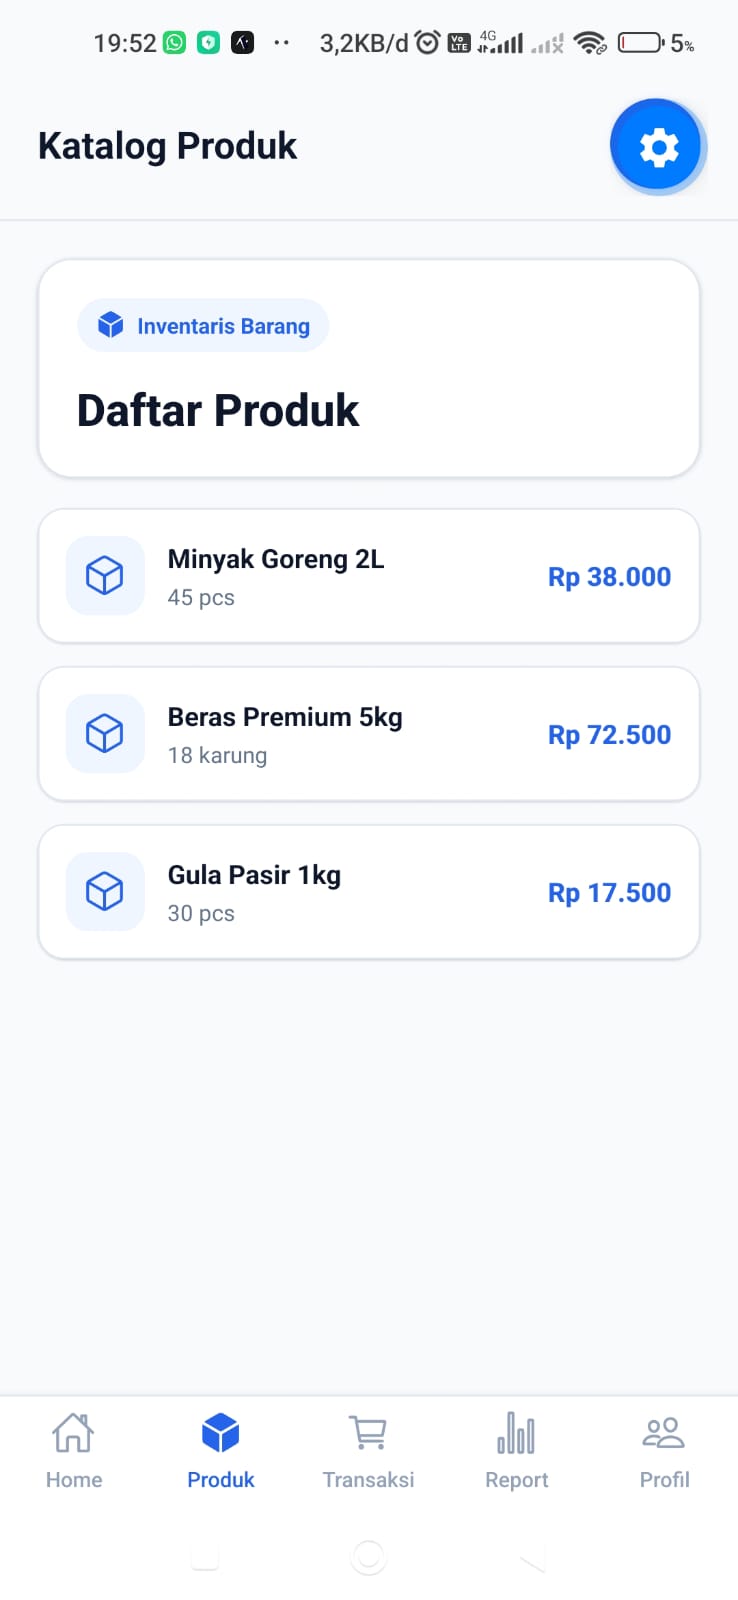 19:52 3,2KB/d Vo LTE 4G 5%
Katalog Produk
Inventaris Barang
Daftar Produk
Minyak Goreng 2L
45 pcs
Rp 38.000
Beras Premium 5kg
18 karung
Rp 72.500
Gula Pasir 1kg
30 pcs
Rp 17.500
Home Produk Transaksi Report Profil